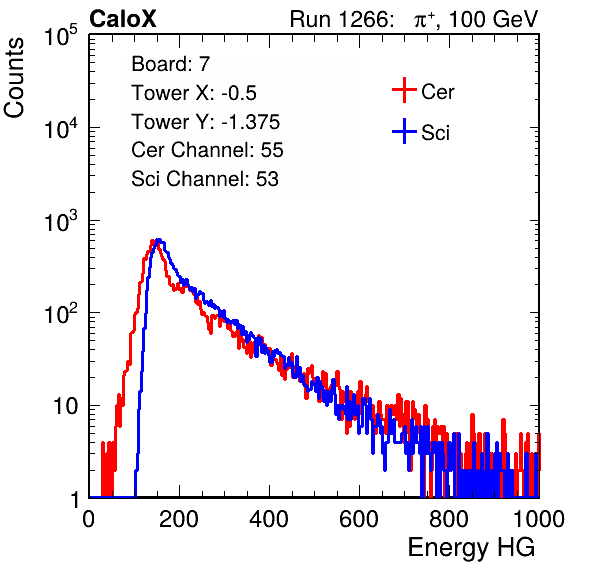 CaloX Run 1266: π⁺, 100 GeV
Board: 7
Tower X: -0.5
Tower Y: -1.375
Cer Channel: 55
Sci Channel: 53
Cer
Sci
Counts
10⁵
10⁴
10³
10²
10
1
0 200 400 600 800 1000
Energy HG